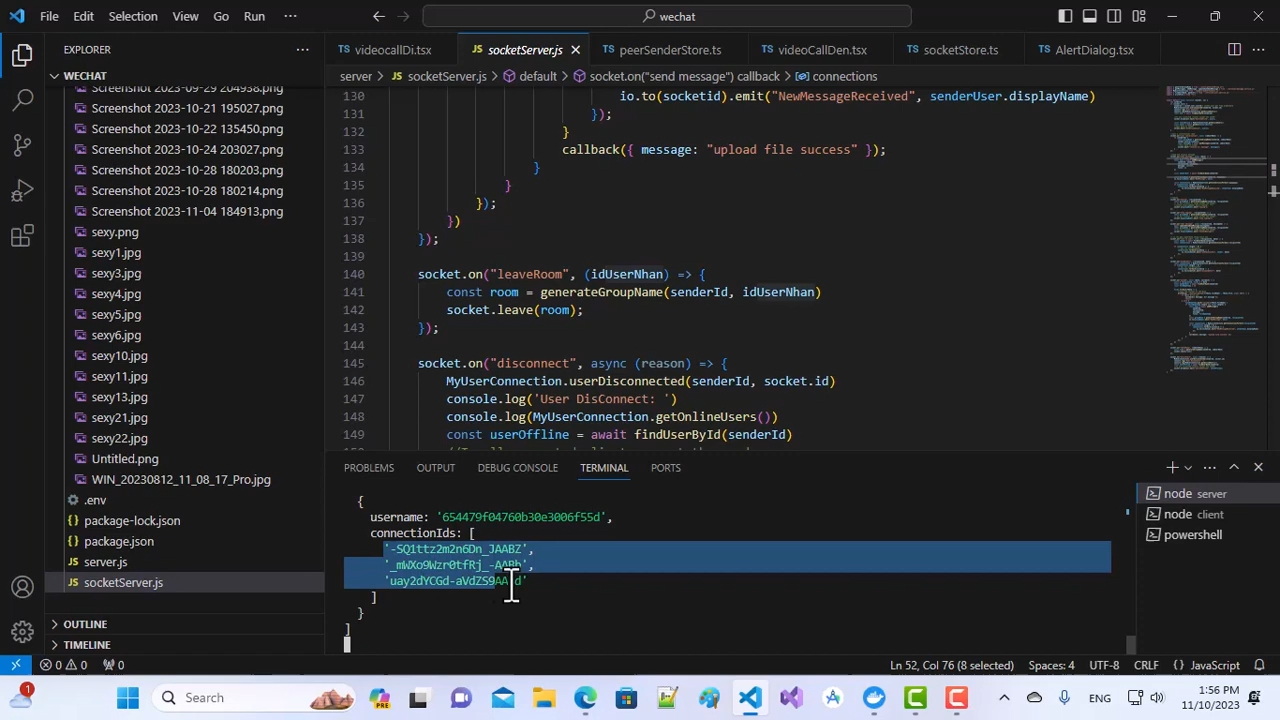 File Edit Selection View Go Run ··· wechat
EXPLORER ···
WECHAT
Screenshot 2023-09-29 204938.png
Screenshot 2023-10-21 195027.png
Screenshot 2023-10-22 135450.png
Screenshot 2023-10-24 203027.png
Screenshot 2023-10-28 180203.png
Screenshot 2023-10-28 180214.png
Screenshot 2023-11-04 184913.png
sexy.png
sexy1.jpg
sexy3.jpg
sexy4.jpg
sexy5.jpg
sexy6.jpg
sexy10.jpg
sexy11.jpg
sexy13.jpg
sexy21.jpg
sexy22.jpg
Untitled.png
WIN_20230812_11_08_17_Pro.jpg
.env
package-lock.json
package.json
server.js
socketServer.js
OUTLINE
TIMELINE
videocallDi.tsx socketServer.js peerSenderStore.ts videoCallDen.tsx socketStore.ts AlertDialog.tsx
server > socketServer.js > default > socket.on("send message") callback > connections
130 io.to(socketid).emit("NewMessageReceived", senderUser.displayName)
131 });
132 }
133 callback({ message: "upload anh success" });
134 }
135 }
136 });
137 })
138 });
139
140 socket.on("leaveRoom", (idUserNhan) => {
141 const room = generateGroupName(senderId, idUserNhan)
142 socket.leave(room);
143 });
144
145 socket.on("disconnect", async (reason) => {
146 MyUserConnection.userDisconnected(senderId, socket.id)
147 console.log('User DisConnect: ')
148 console.log(MyUserConnection.getOnlineUsers())
149 const userOffline = await findUserById(senderId)
PROBLEMS OUTPUT DEBUG CONSOLE TERMINAL PORTS
{
username: '654479f04760b30e3006f55d',
connectionIds: [
'-SQ1ttz2m2n6Dn_JAABZ',
'_mWXo9Wzr0tfRj_-AABb',
]
}
]
node server
node client
powershell
0 0 0 Ln 52, Col 76 (8 selected) Spaces: 4 UTF-8 CRLF JavaScript
1 Search PRE ENG 1:56 PM
11/10/2023